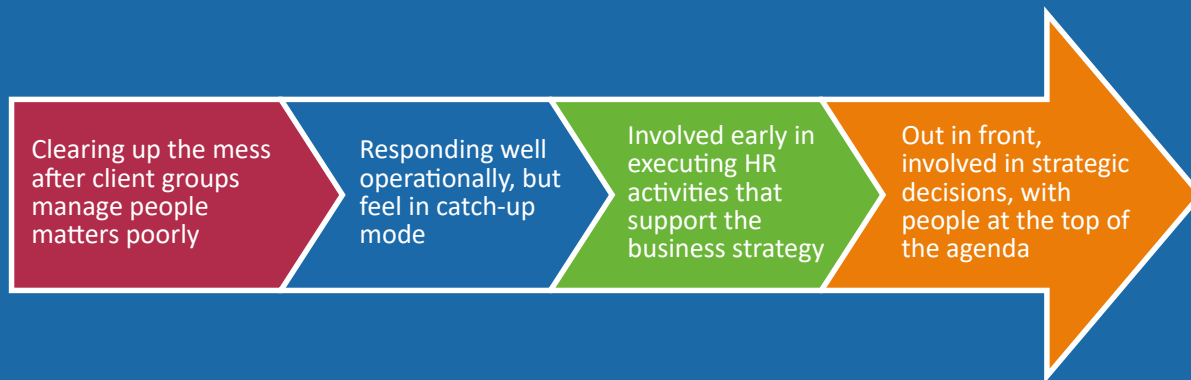 Clearing up the mess
after client groups
manage people
matters poorly
Responding well
operationally, but
feel in catch-up
mode
Involved early in
executing HR
activities that
support the
business strategy
Out in front,
involved in strategic
decisions, with
people at the top of
the agenda